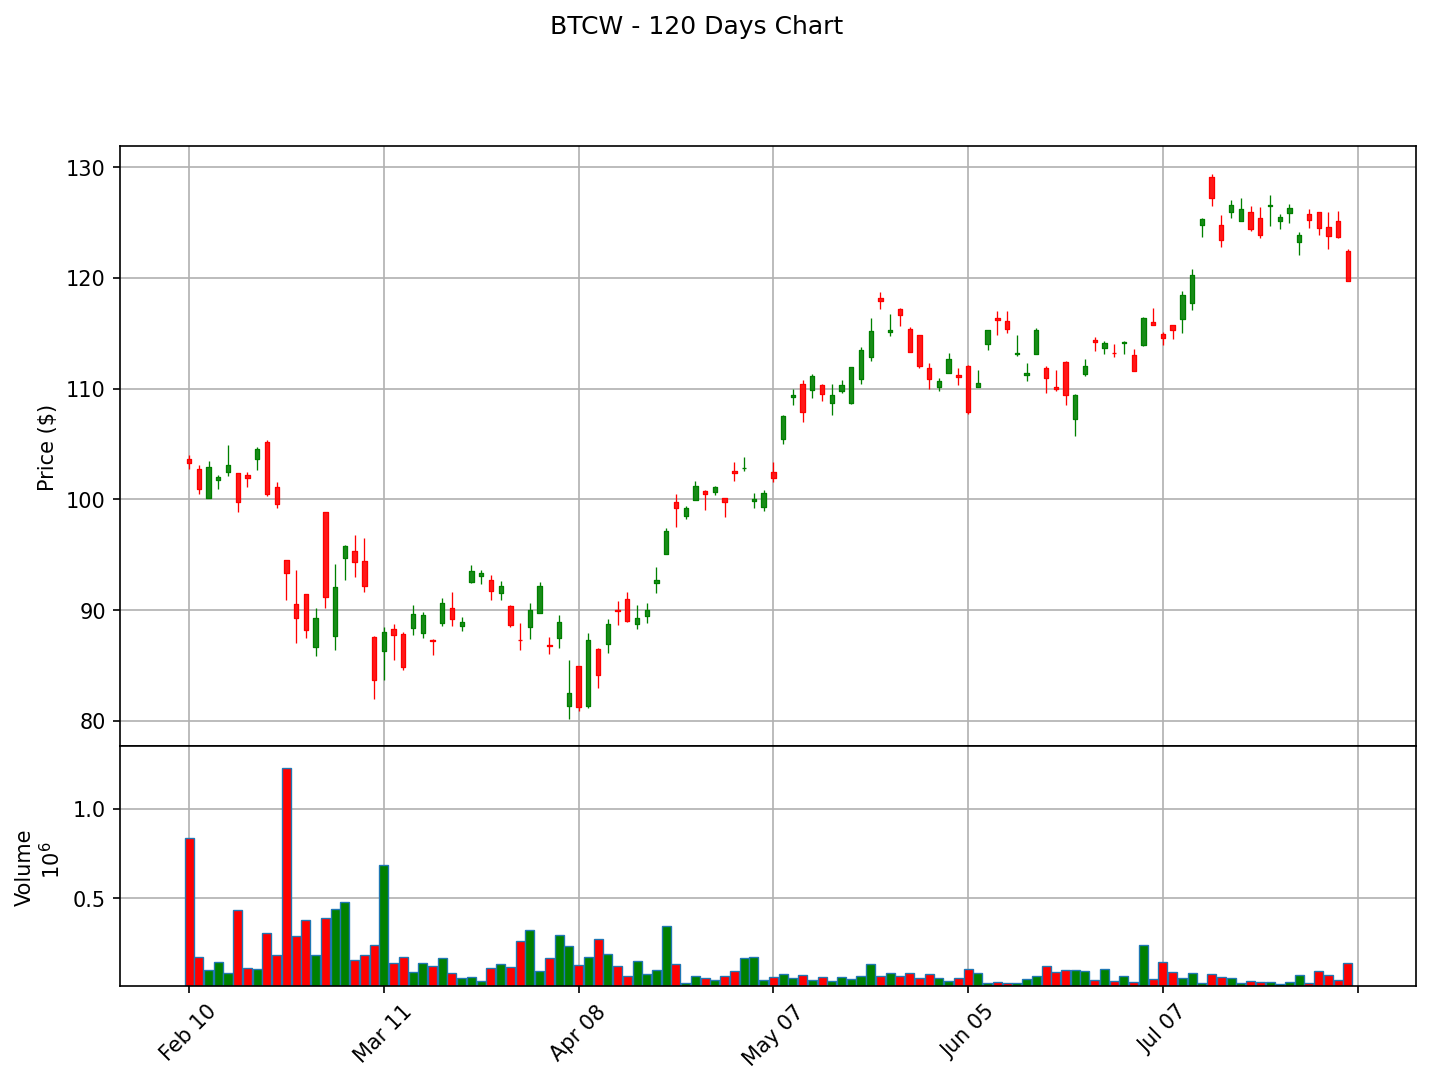 BTCW - 120 Days Chart
Price ($)
130
120
110
100
90
80
Volume
10⁶
1.0
0.5
Feb 10
Mar 11
Apr 08
May 07
Jun 05
Jul 07